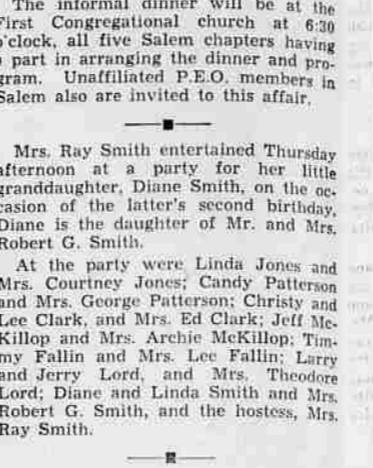 The informal dinner will be at the
First Congregational church at 6:30
o'clock, all five Salem chapters having
a part in arranging the dinner and pro-
gram. Unaffiliated P.E.O. members in
Salem also are invited to this affair.
Mrs. Ray Smith entertained Thursday
afternoon at a party for her little
granddaughter, Diane Smith, on the oc-
casion of the latter's second birthday.
Diane is the daughter of Mr. and Mrs.
Robert G. Smith.
At the party were Linda Jones and
Mrs. Courtney Jones; Candy Patterson
and Mrs. George Patterson; Christy and
Lee Clark, and Mrs. Ed Clark; Jeff Mc-
Killop and Mrs. Archie McKillop; Tim-
my Fallin and Mrs. Lee Fallin; Larry
and Jerry Lord, and Mrs. Theodore
Lord; Diane and Linda Smith and Mrs.
Robert G. Smith, and the hostess, Mrs.
Ray Smith.